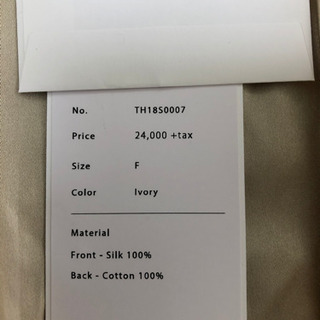 No. TH18S0007
Price 24,000 +tax
Size F
Color Ivory
Material
Front - Silk 100%
Back - Cotton 100%